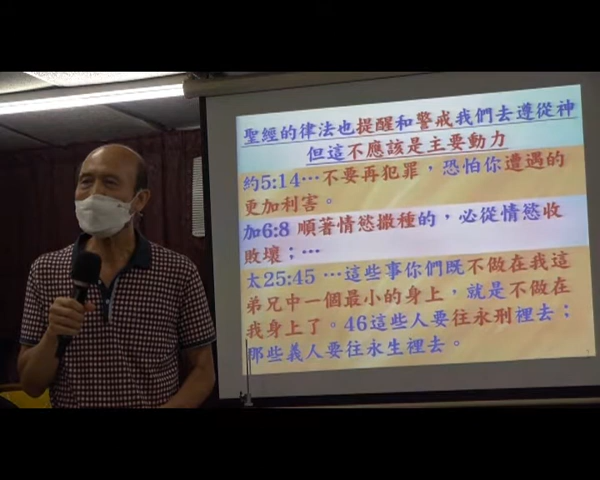 聖經的律法也提醒和警戒我們去遵從神
但這不應該是主要動力
約5:14…不要再犯罪，恐怕你遭遇的
更加利害。
加6:8 順著情慾撒種的，必從情慾收
敗壞；…
太25:45 …這些事你們既不做在我這
弟兄中一個最小的身上，就是不做在
我身上了。46這些人要往永刑裡去；
那些義人要往永生裡去。